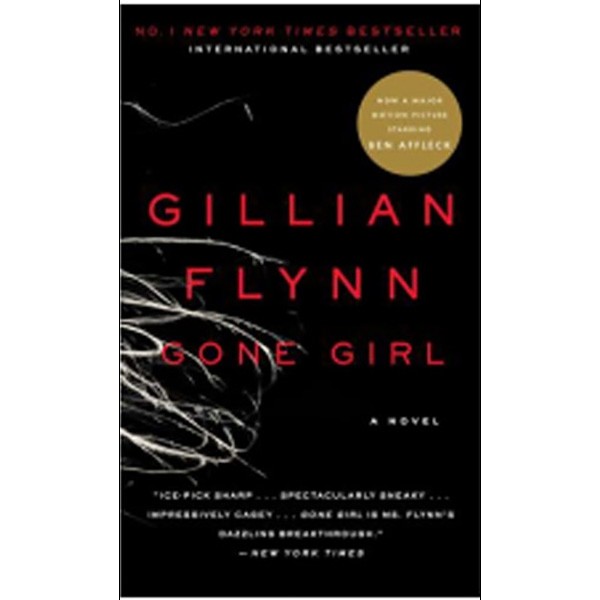 NO. 1 NEW YORK TIMES BESTSELLER
INTERNATIONAL BESTSELLER
NOW A MAJOR
MOTION PICTURE
STARRING
BEN AFFLECK
GILLIAN
FLYNN
GONE GIRL
A NOVEL
"ICE-PICK SHARP . . . SPECTACULARLY SNEAKY . . .
IMPRESSIVELY CAGEY . . . GONE GIRL IS MS. FLYNN'S
DAZZLING BREAKTHROUGH."
—NEW YORK TIMES